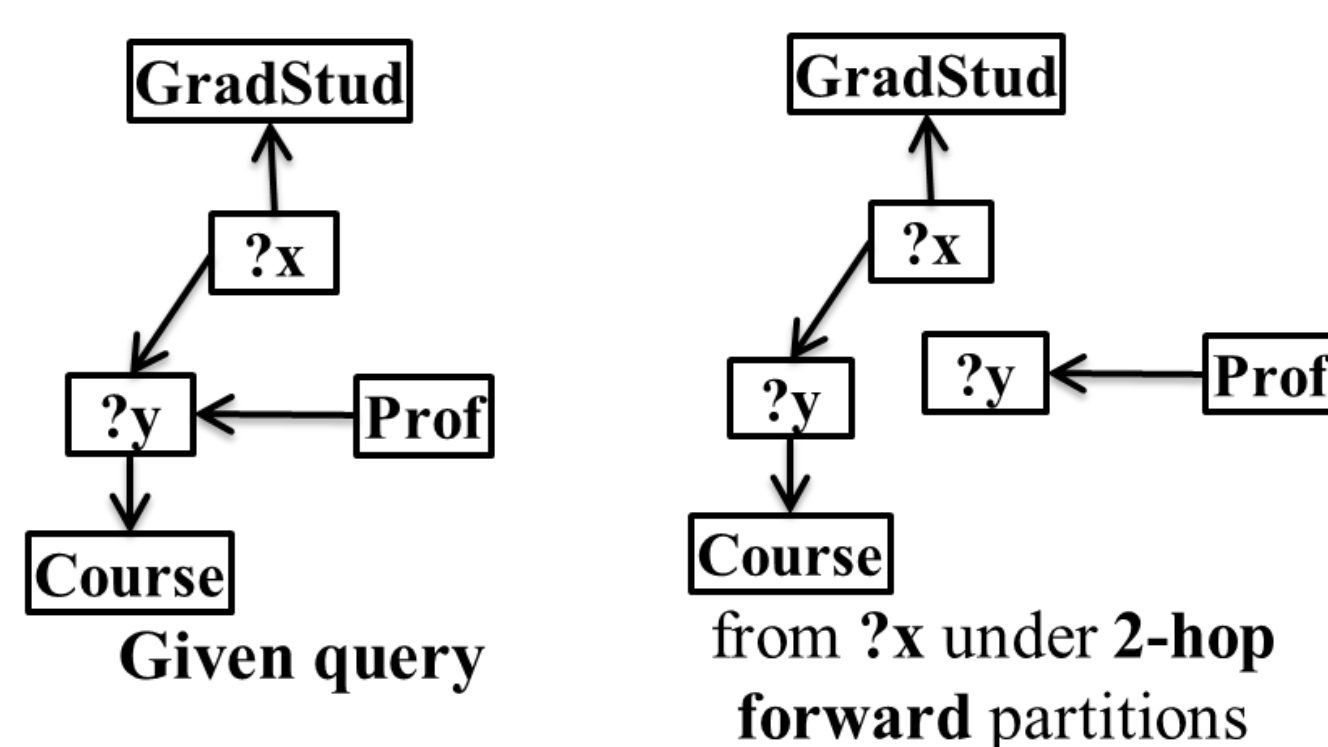 GradStud
?x
?y
Prof
Course
Given query
GradStud
?x
?y
?y
Prof
Course
from ?x under 2-hop
forward partitions